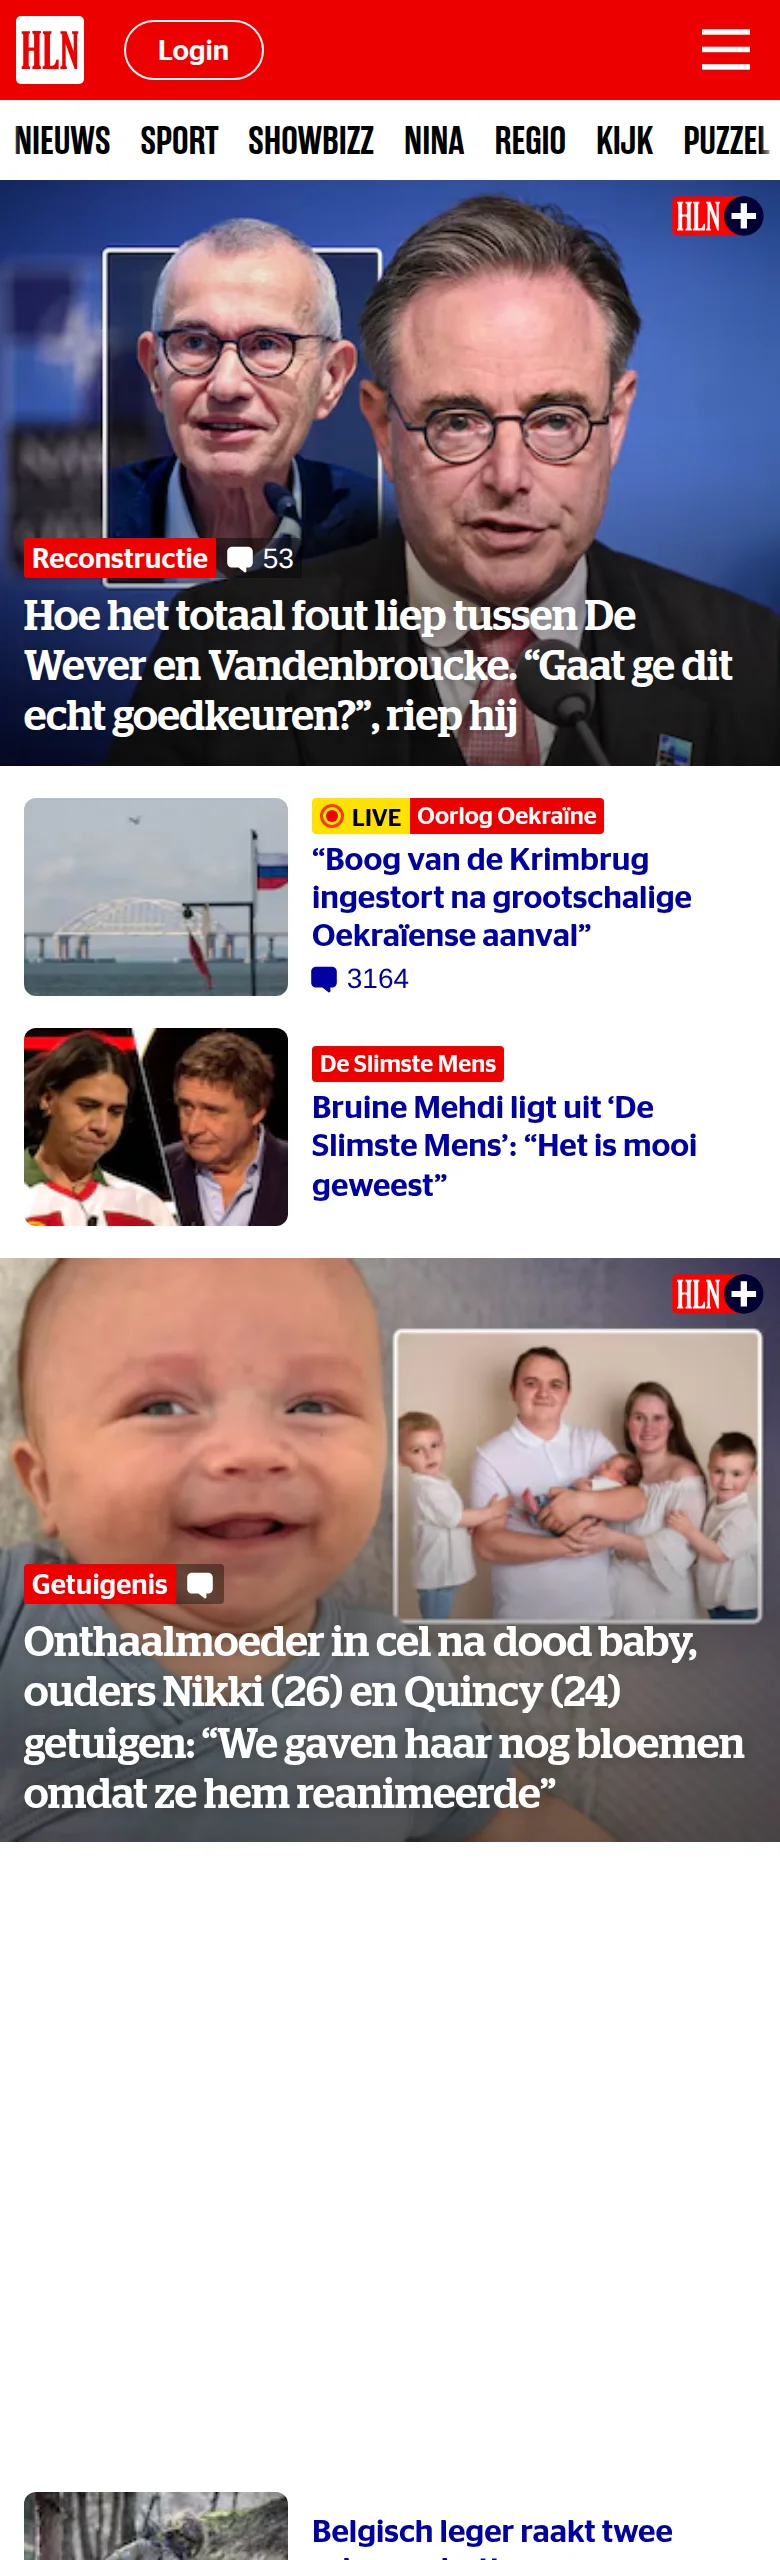 HLN
Login
NIEUWS SPORT SHOWBIZZ NINA REGIO KIJK PUZZEL
HLN
Reconstructie 53
Hoe het totaal fout liep tussen De
Wever en Vandenbroucke. “Gaat ge dit
echt goedkeuren?”, riep hij
LIVE Oorlog Oekraïne
“Boog van de Krimbrug
ingestort na grootschalige
Oekraïense aanval”
3164
De Slimste Mens
Bruine Mehdi ligt uit ‘De
Slimste Mens’: “Het is mooi
geweest”
HLN
Getuigenis
Onthaalmoeder in cel na dood baby,
ouders Nikki (26) en Quincy (24)
getuigen: “We gaven haar nog bloemen
omdat ze hem reanimeerde”
Belgisch leger raakt twee